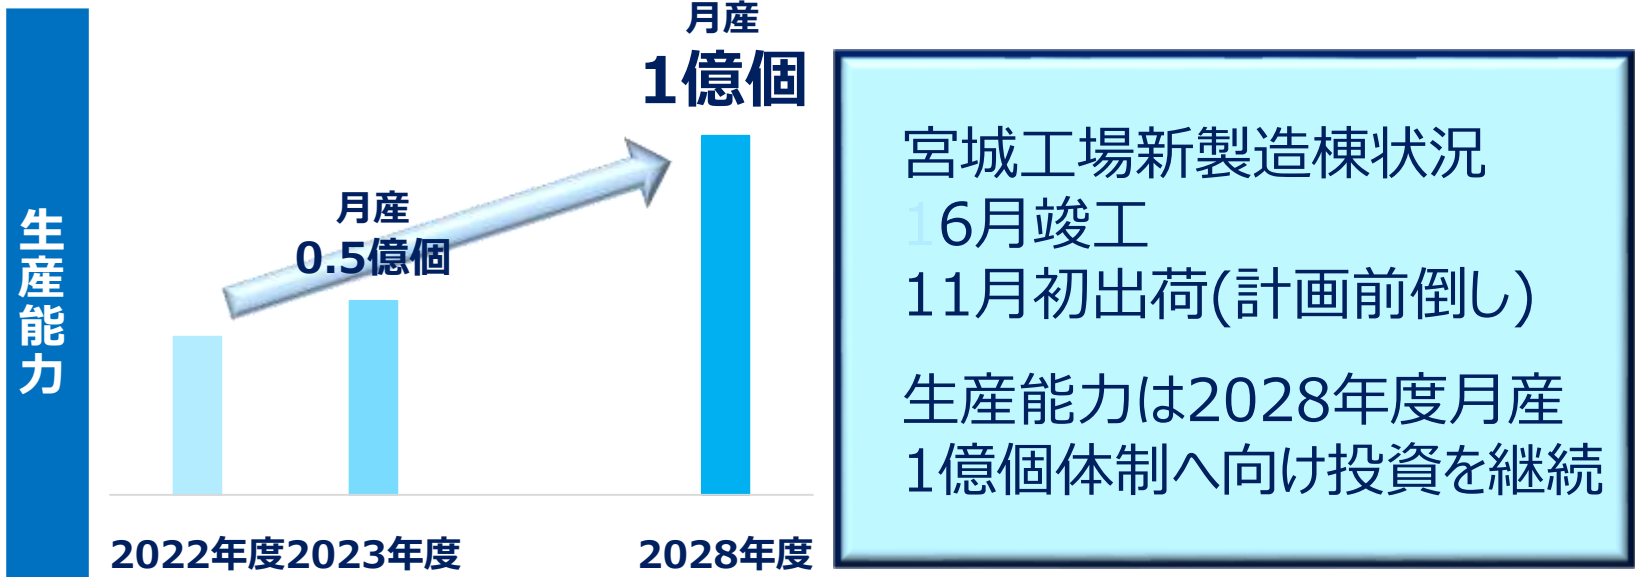 生産能力
月産
1億個
月産
0.5億個
2022年度2023年度
2028年度
宮城工場新製造棟状況
16月竣工
11月初出荷(計画前倒し)
生産能力は2028年度月産
1億個体制へ向け投資を継続